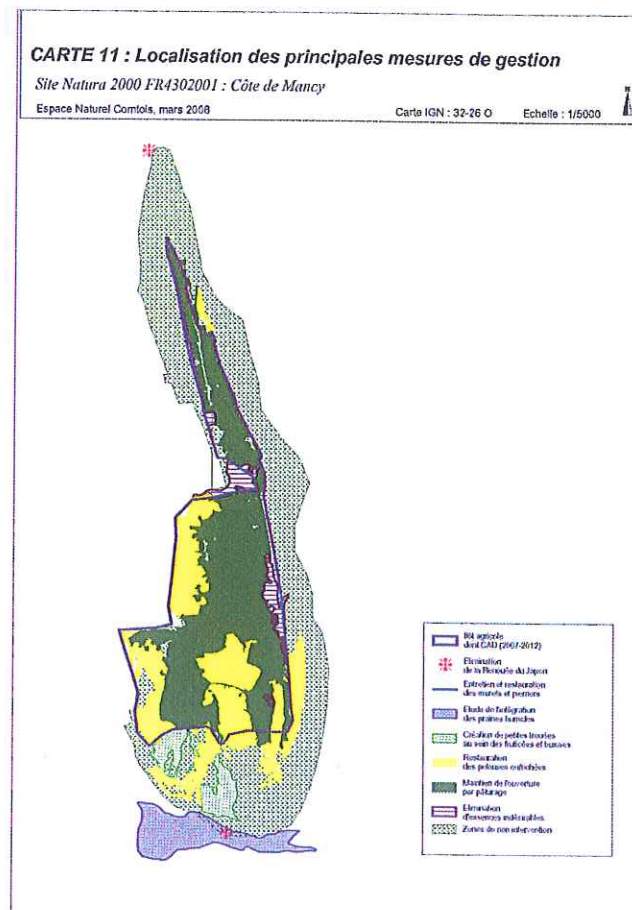 CARTE 11 : Localisation des principales mesures de gestion
Site Natura 2000 FR4302001 : Côte de Mancy
Espace Naturel Comtois, mars 2008
Carte IGN : 32-26 O
Echelle : 1/5000
N
Ilôt agricole
dont CAD (2007-2012)
Elimination
de la Renouée du Japon
Entretien et restauration
des murets et pierriers
Etude de l'intégration
des prairies humides
Création de petites trouées
au sein des fruticées et buissons
Restauration
des pelouses enfrichées
Maintien de l'ouverture
par pâturage
Elimination
d'essences indésirables
Zones de non intervention